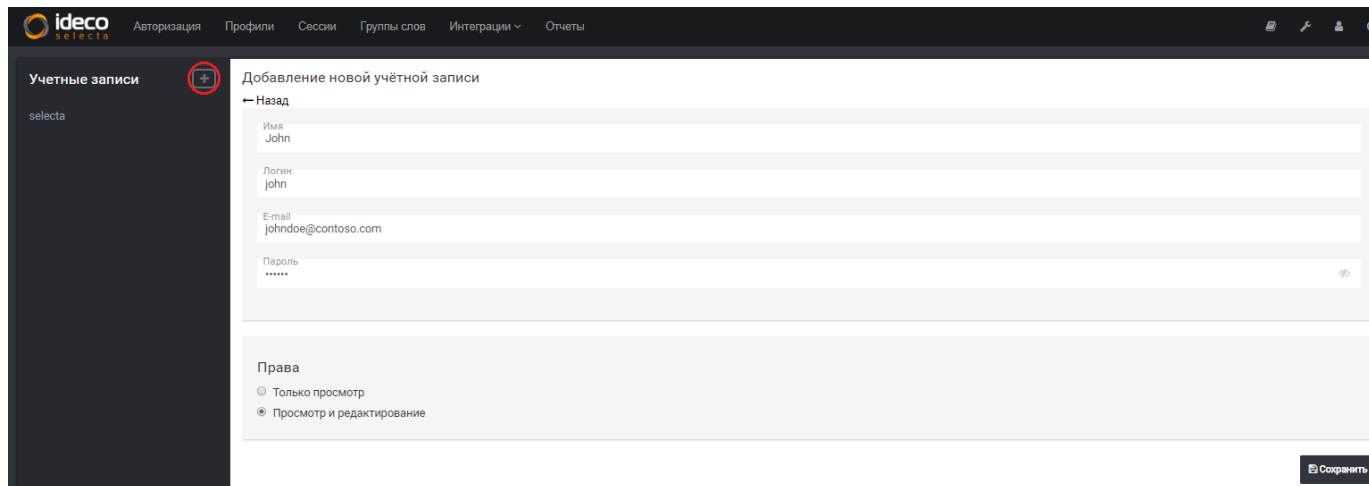 ideco
selecta
Авторизация Профили Сессии Группы слов Интеграции Отчеты
Учетные записи
selecta
Добавление новой учётной записи
←Назад
Имя
John
Логин
john
E-mail
johndoe@contoso.com
Пароль
••••••
Права
Только просмотр
Просмотр и редактирование
Сохранить